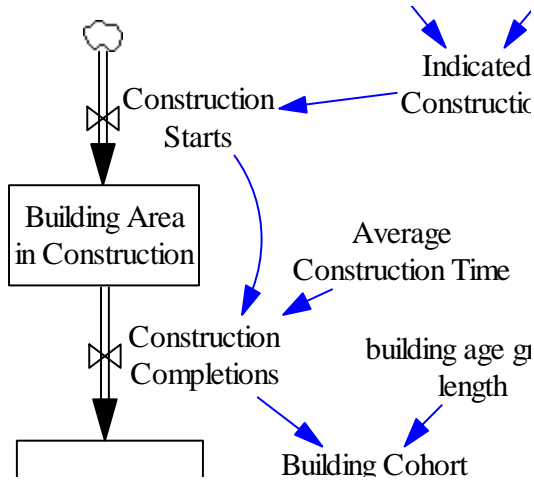 Indicated
Constructio
Construction
Starts
Building Area
in Construction
Average
Construction Time
Construction
Completions
building age gr
length
Building Cohort